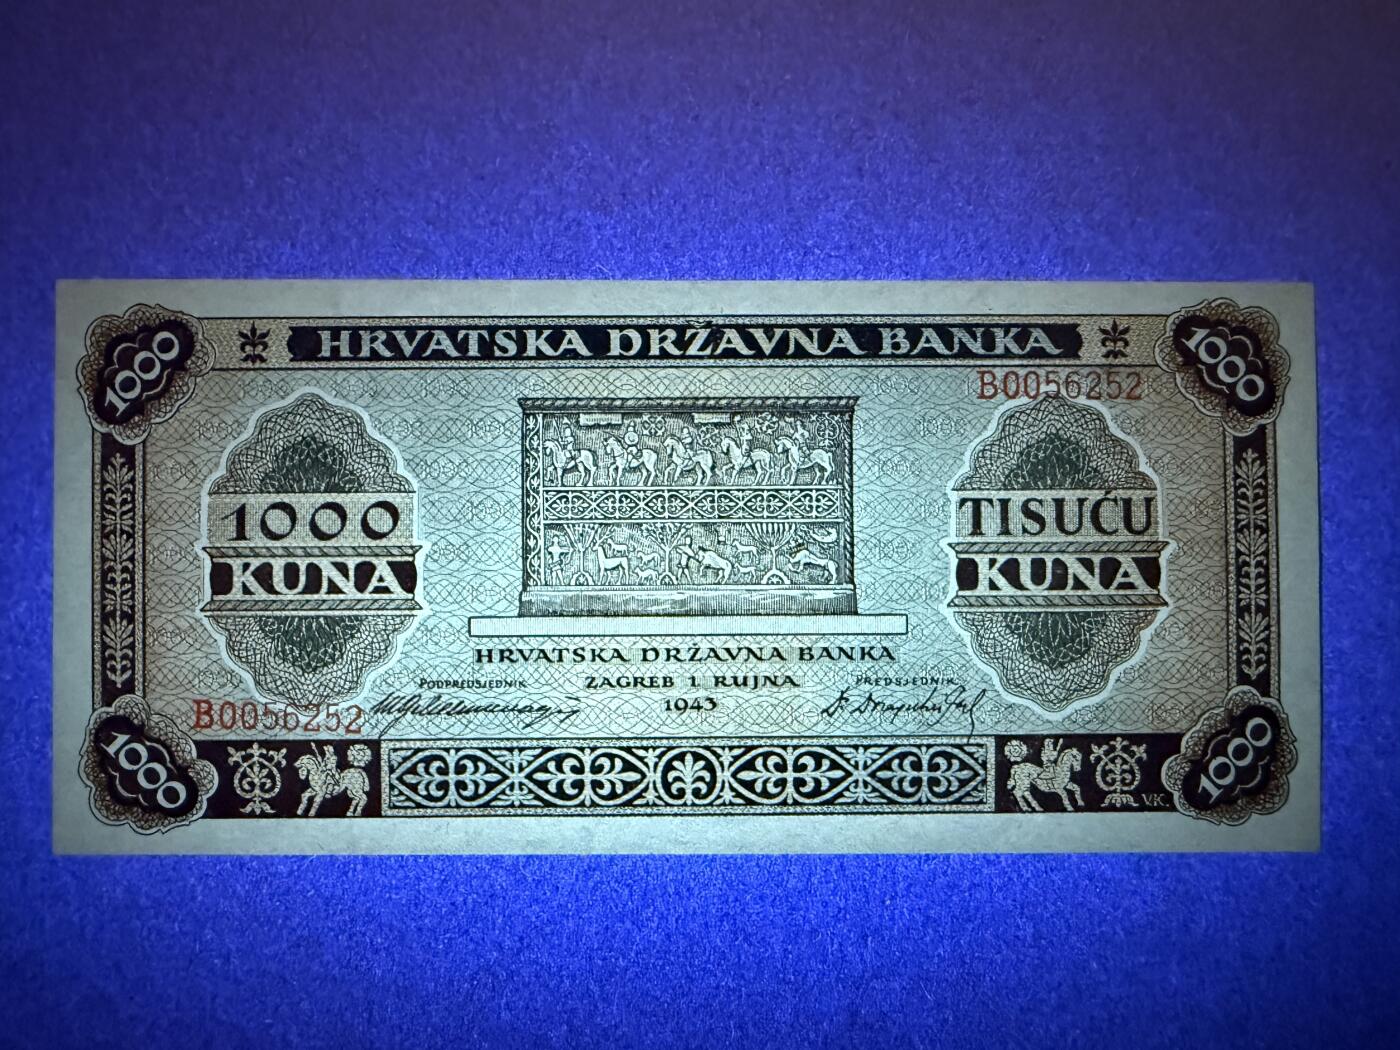 1000
HRVATSKA DRŽAVNA BANKA
1000
B0056252
1000
KUNA
TISUĆU
KUNA
HRVATSKA DRŽAVNA BANKA
PODPREDSJEDNIK
ZAGREB 1. RUJNA
1943
PREDSJEDNIK
B0056252
1000
1000
V.K.